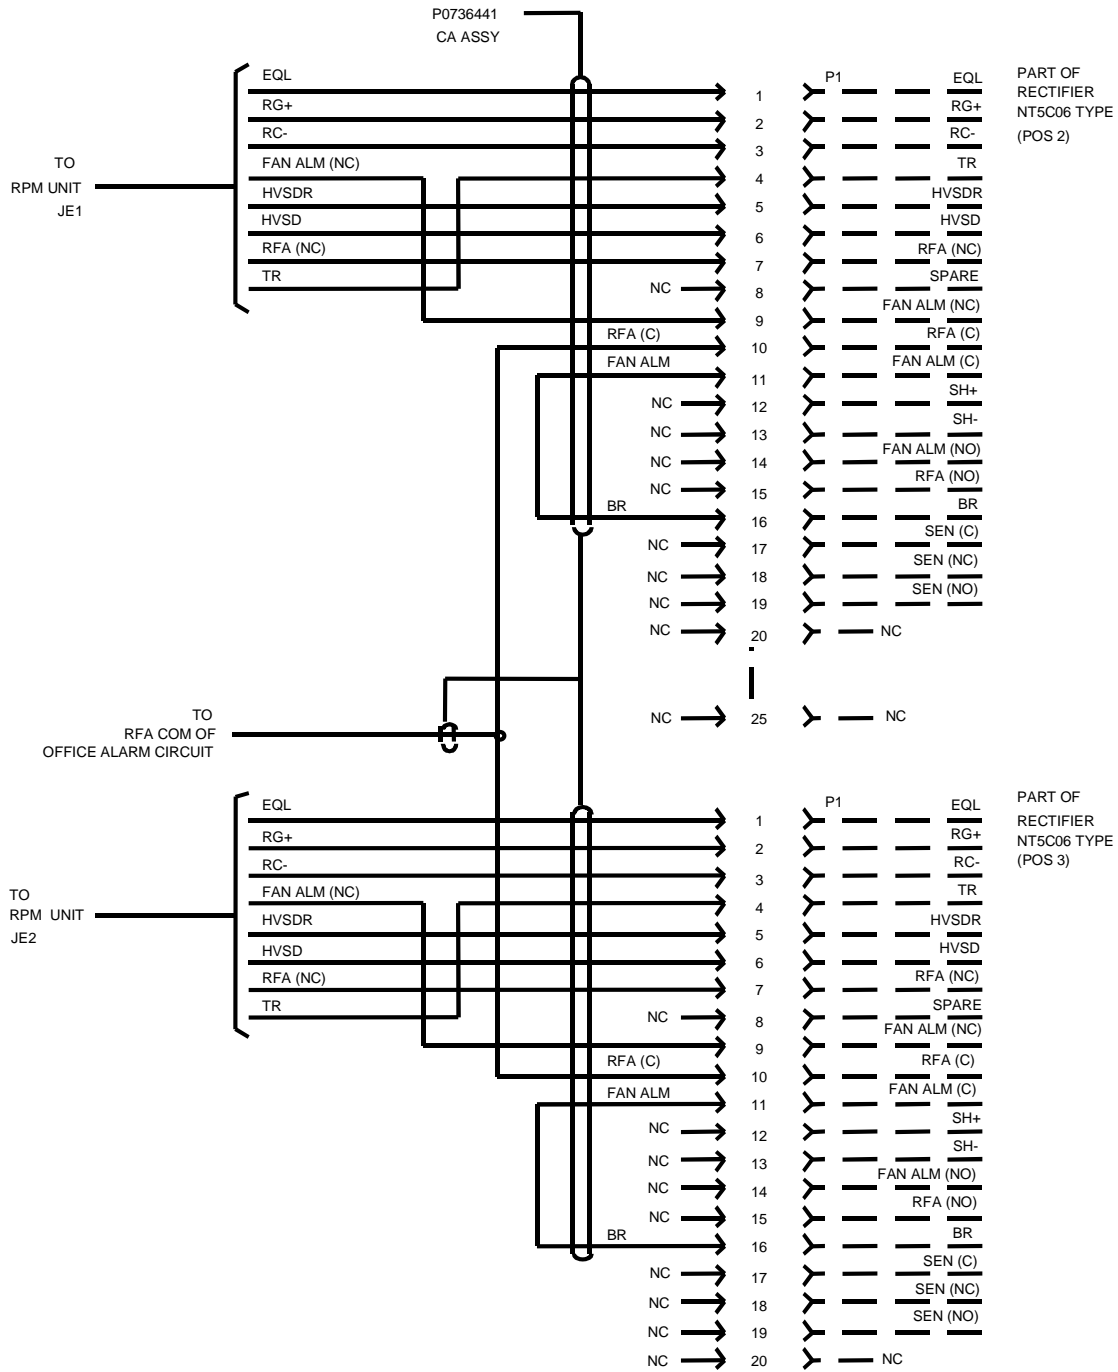 P0736441
CA ASSY
TO
RPM UNIT
JE1
EQL
RG+
RC-
FAN ALM (NC)
HVSDR
HVSD
RFA (NC)
TR
RFA (C)
FAN ALM
BR
NC
NC
NC
NC
NC
NC
NC
NC
NC
NC
1
2
3
4
5
6
7
8
9
10
11
12
13
14
15
16
17
18
19
20
25
P1
EQL
RG+
RC-
TR
HVSDR
HVSD
RFA (NC)
SPARE
FAN ALM (NC)
RFA (C)
FAN ALM (C)
SH+
SH-
FAN ALM (NO)
RFA (NO)
BR
SEN (C)
SEN (NC)
SEN (NO)
NC
NC
PART OF
RECTIFIER
NT5C06 TYPE
(POS 2)
TO
RFA COM OF
OFFICE ALARM CIRCUIT
TO
RPM UNIT
JE2
EQL
RG+
RC-
FAN ALM (NC)
HVSDR
HVSD
RFA (NC)
TR
RFA (C)
FAN ALM
BR
NC
NC
NC
NC
NC
NC
NC
NC
NC
1
2
3
4
5
6
7
8
9
10
11
12
13
14
15
16
17
18
19
20
P1
EQL
RG+
RC-
TR
HVSDR
HVSD
RFA (NC)
SPARE
FAN ALM (NC)
RFA (C)
FAN ALM (C)
SH+
SH-
FAN ALM (NO)
RFA (NO)
BR
SEN (C)
SEN (NC)
SEN (NO)
NC
PART OF
RECTIFIER
NT5C06 TYPE
(POS 3)